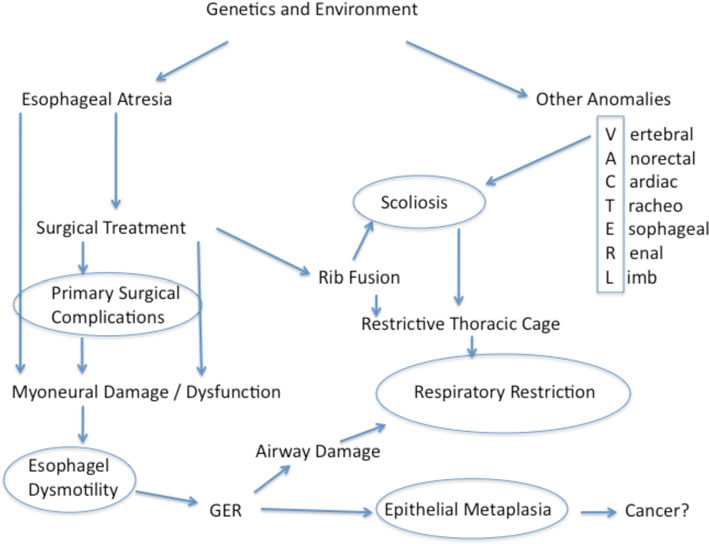 Genetics and Environment
Esophageal Atresia
Other Anomalies
V ertebral
A norectal
C ardiac
T racheo
E sophageal
R enal
L imb
Scoliosis
Surgical Treatment
Rib Fusion
Primary Surgical
Complications
Restrictive Thoracic Cage
Myoneural Damage / Dysfunction
Respiratory Restriction
Airway Damage
Esophagel
Dysmotility
GER
Epithelial Metaplasia
Cancer?